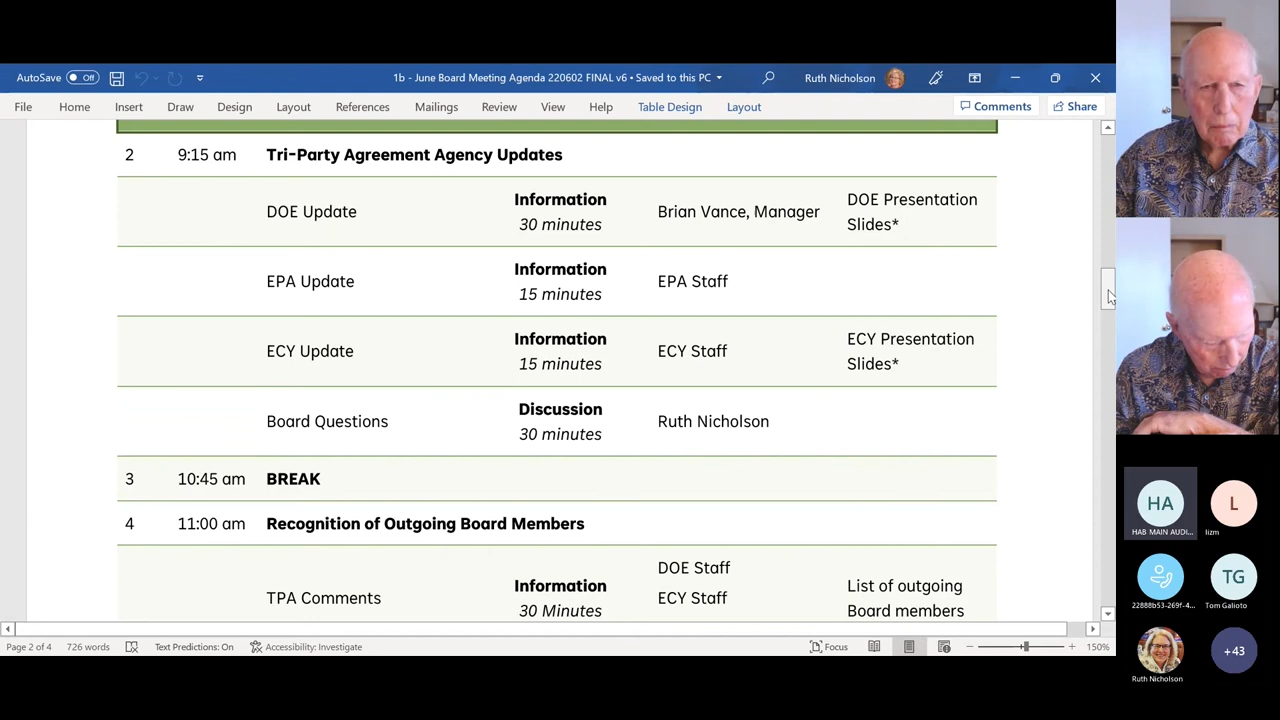 AutoSave Off 1b - June Board Meeting Agenda 220602 FINAL v6 • Saved to this PC Ruth Nicholson
File Home Insert Draw Design Layout References Mailings Review View Help Table Design Layout Comments Share
2 9:15 am Tri-Party Agreement Agency Updates
DOE Update
Information
30 minutes
Brian Vance, Manager
DOE Presentation
Slides*
EPA Update
Information
15 minutes
EPA Staff
ECY Update
Information
15 minutes
ECY Staff
ECY Presentation
Slides*
Board Questions
Discussion
30 minutes
Ruth Nicholson
3 10:45 am BREAK
4 11:00 am Recognition of Outgoing Board Members
TPA Comments
Information
30 Minutes
DOE Staff
ECY Staff
List of outgoing
Board members
Page 2 of 4 726 words Text Predictions: On Accessibility: Investigate Focus 150%
HA
HAB MAIN AUDI...
L
lizm
22888b53-269f-4...
TG
Tom Galioto
Ruth Nicholson
+43